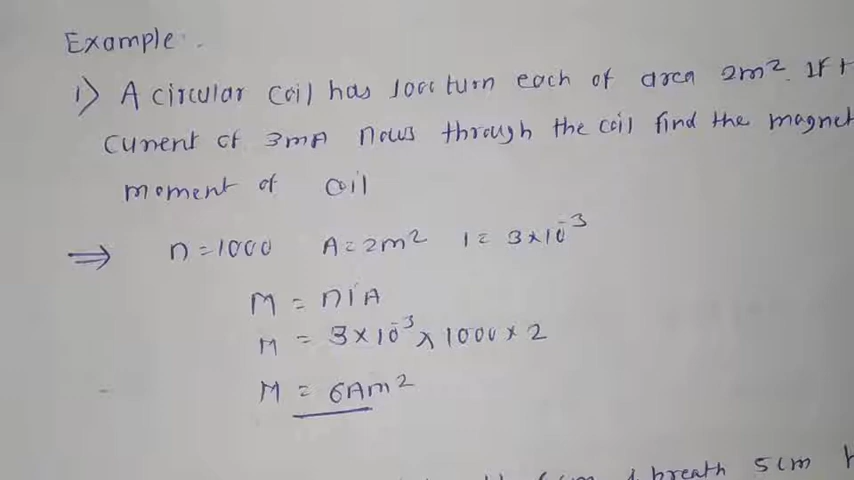 Example.
1) A circular coil has 1000 turn each of area 2m². If t
current of 3mA flows through the coil find the magnet
moment of coil
⇒ n=1000 A=2m² I= 3×10⁻³
M = nIA
M = 3×10⁻³ × 1000 × 2
M = 6Am²
& breath 5cm